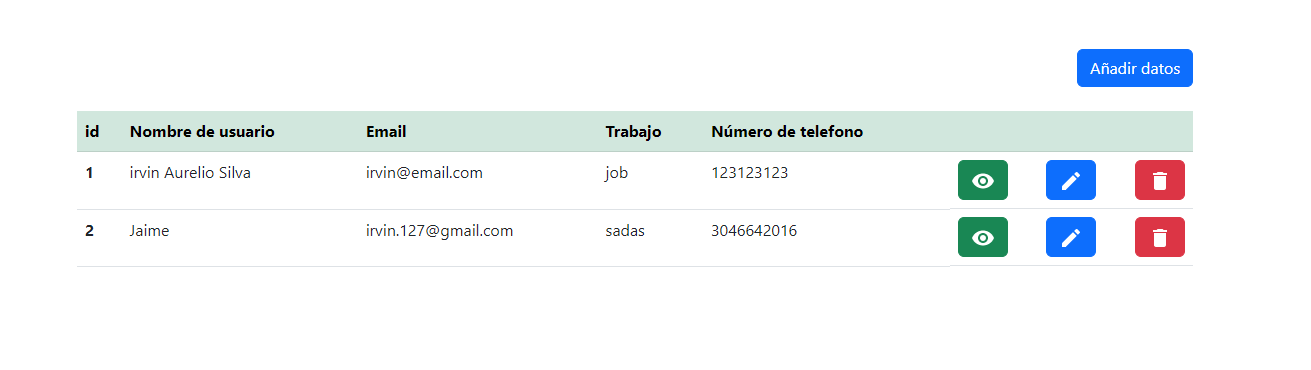 Añadir datos
id Nombre de usuario Email Trabajo Número de telefono
1 irvin Aurelio Silva irvin@email.com job 123123123
2 Jaime irvin.127@gmail.com sadas 3046642016